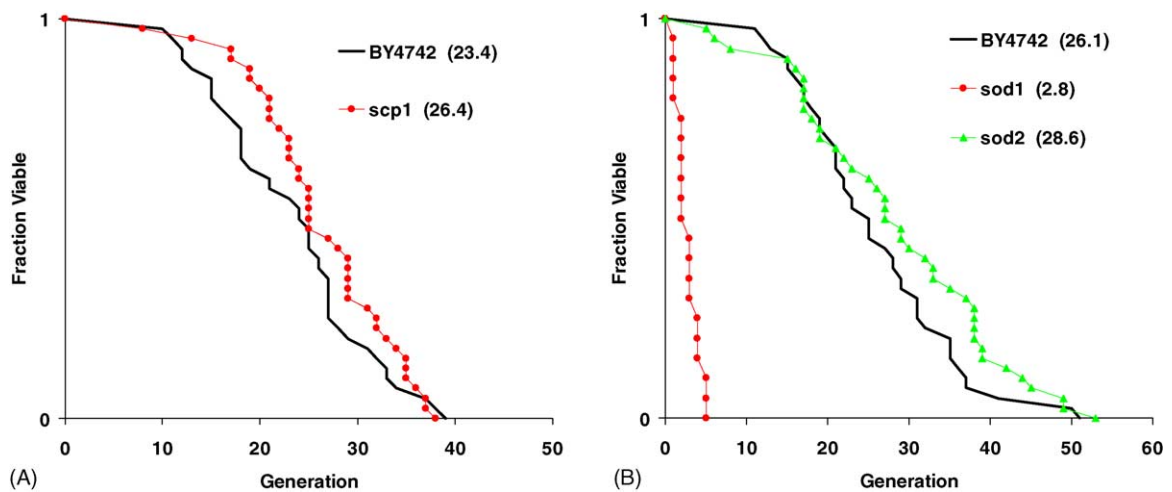 1
BY4742 (23.4)
scp1 (26.4)
Fraction Viable
0
0 10 20 30 40 50
(A)
Generation
1
BY4742 (26.1)
sod1 (2.8)
sod2 (28.6)
Fraction Viable
0
0 10 20 30 40 50 60
(B)
Generation